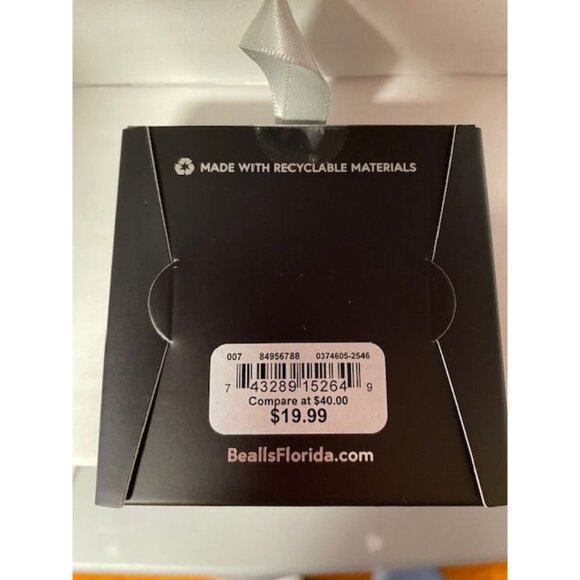 MADE WITH RECYCLABLE MATERIALS
007 84956788 0374605-2546
7 43289 15264 9
Compare at $40.00
$19.99
BeallsFlorida.com